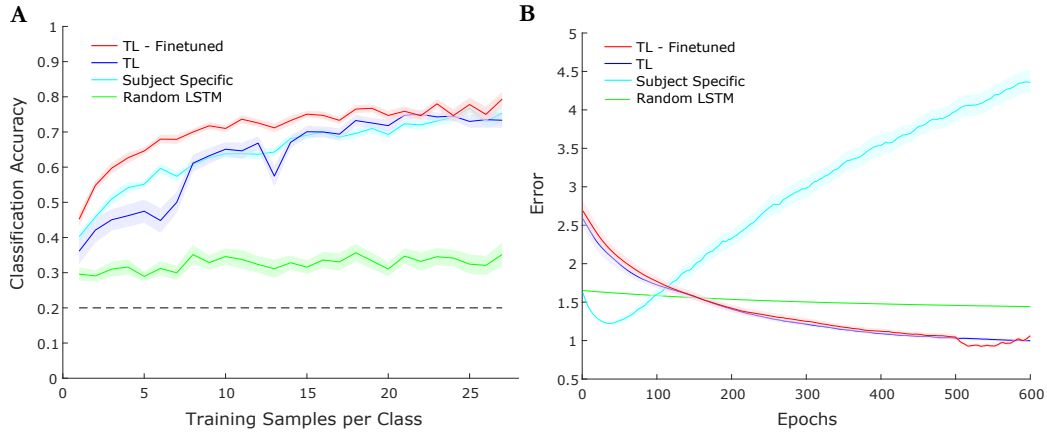 A
1
0.9
0.8
0.7
0.6
0.5
0.4
0.3
0.2
0.1
0
0 5 10 15 20 25
Classification Accuracy
Training Samples per Class
TL - Finetuned
TL
Subject Specific
Random LSTM
B
5
4.5
4
3.5
3
2.5
2
1.5
1
0.5
0 100 200 300 400 500 600
Error
Epochs
TL - Finetuned
TL
Subject Specific
Random LSTM